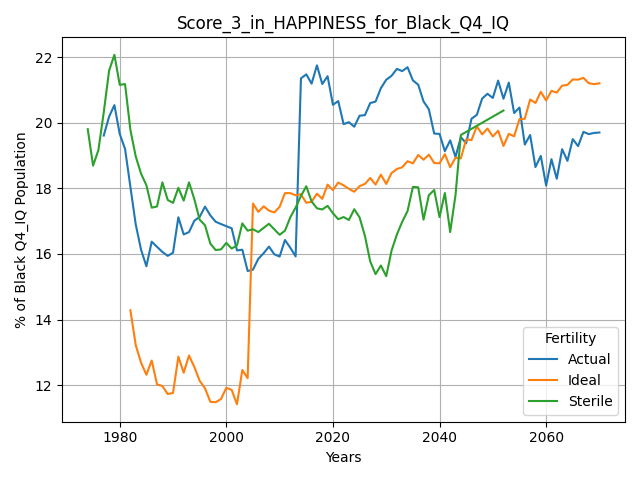 Score_3_in_HAPPINESS_for_Black_Q4_IQ
% of Black Q4_IQ Population
22
20
18
16
14
12
1980
2000
2020
2040
2060
Years
Fertility
Actual
Ideal
Sterile